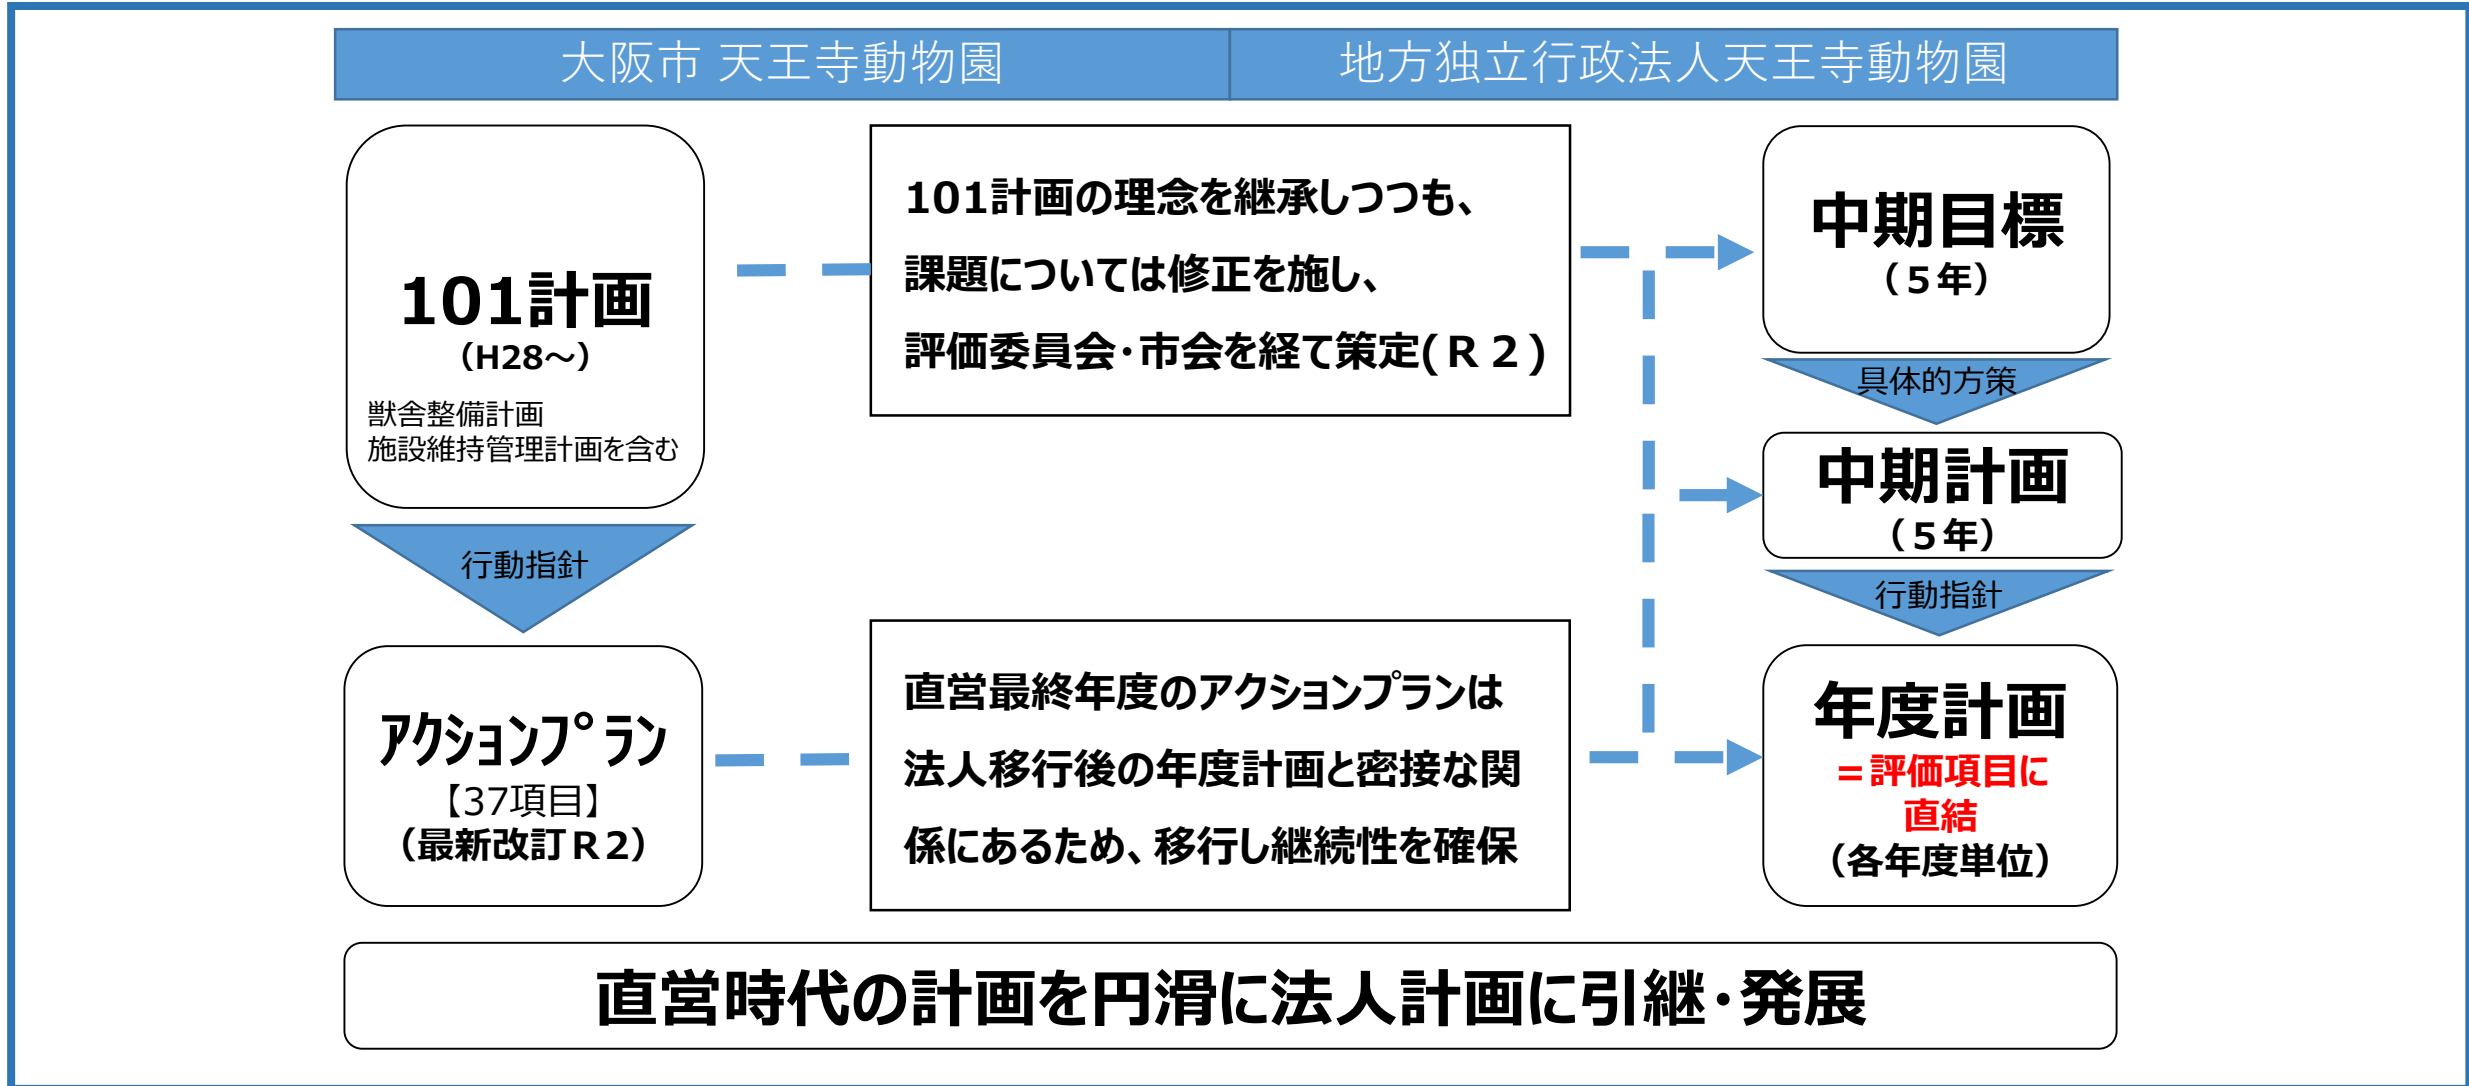 大阪市 天王寺動物園
地方独立行政法人天王寺動物園
101計画
（H28～）
獣舎整備計画
施設維持管理計画を含む
行動指針
ｱｸｼｮﾝﾌﾟﾗﾝ
【37項目】
（最新改訂Ｒ2）
101計画の理念を継承しつつも、
課題については修正を施し、
評価委員会・市会を経て策定(Ｒ２)
直営最終年度のアクションプランは
法人移行後の年度計画と密接な関
係にあるため、移行し継続性を確保
中期目標
（５年）
具体的方策
中期計画
（５年）
行動指針
年度計画
＝評価項目に
直結
（各年度単位）
直営時代の計画を円滑に法人計画に引継・発展